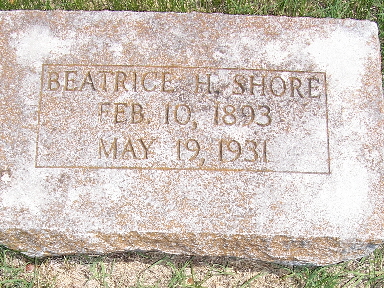 BEATRICE H. SHORE
FEB. 10, 1893
MAY 19, 1931